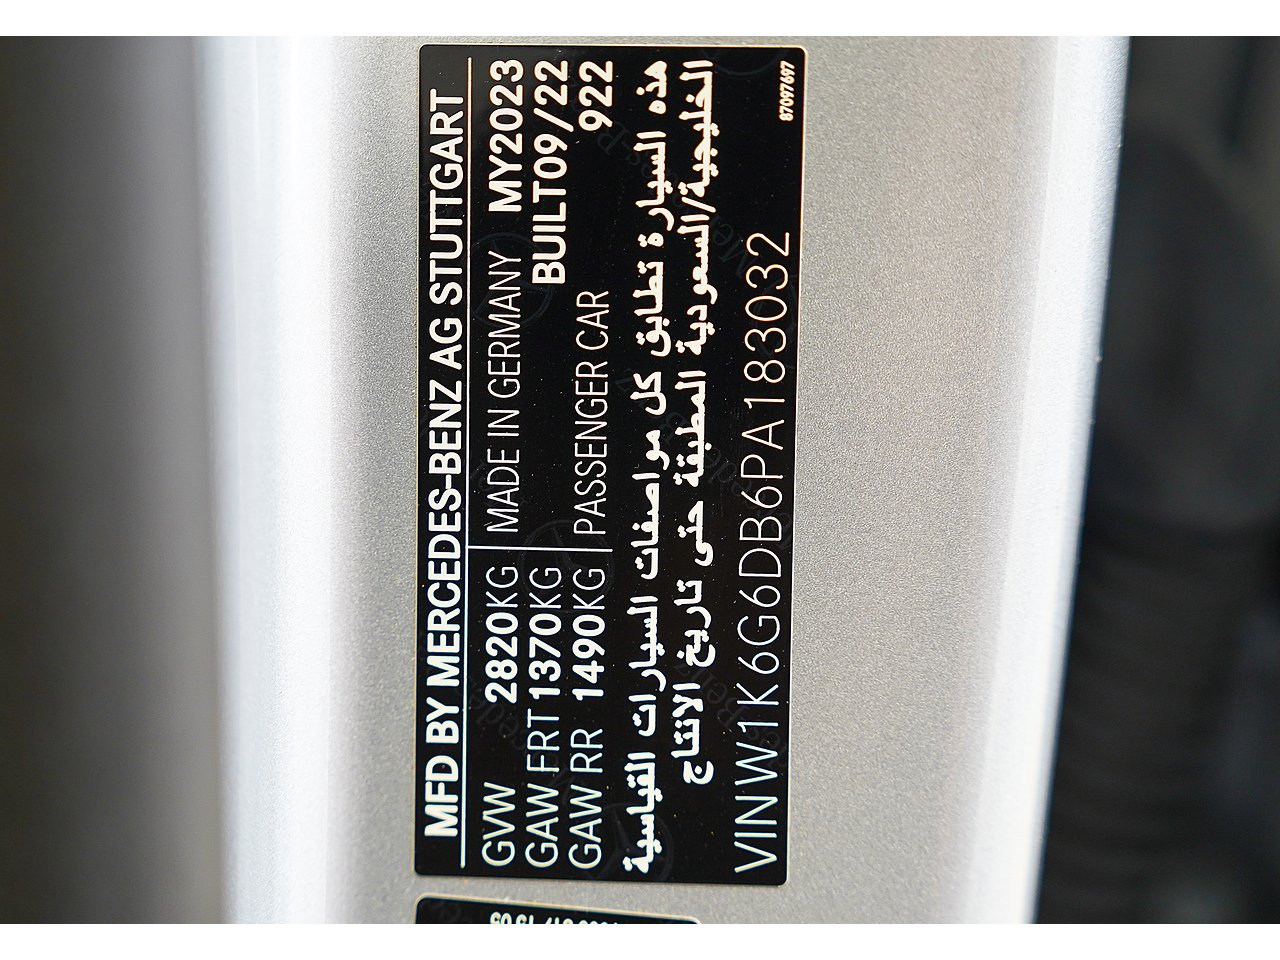 MFD BY MERCEDES-BENZ AG STUTTGART
GVW 2820KG MADE IN GERMANY MY2023
GAW FRT 1370KG BUILT09/22
GAW RR 1490KG PASSENGER CAR 922
هذه السيارة تطابق كل مواصفات السيارات القياسية
الخليجية/السعودية المطبقة حتى تاريخ الانتاج
VIN W1K6G6DB6PA183032
87097697